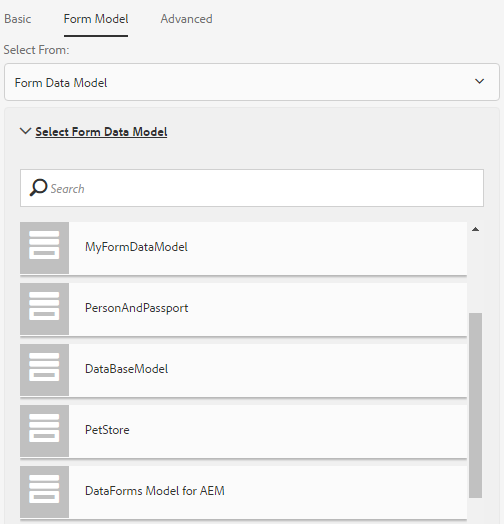 Basic Form Model Advanced
Select From:
Form Data Model
Select Form Data Model
Search
MyFormDataModel
PersonAndPassport
DataBaseModel
PetStore
DataForms Model for AEM